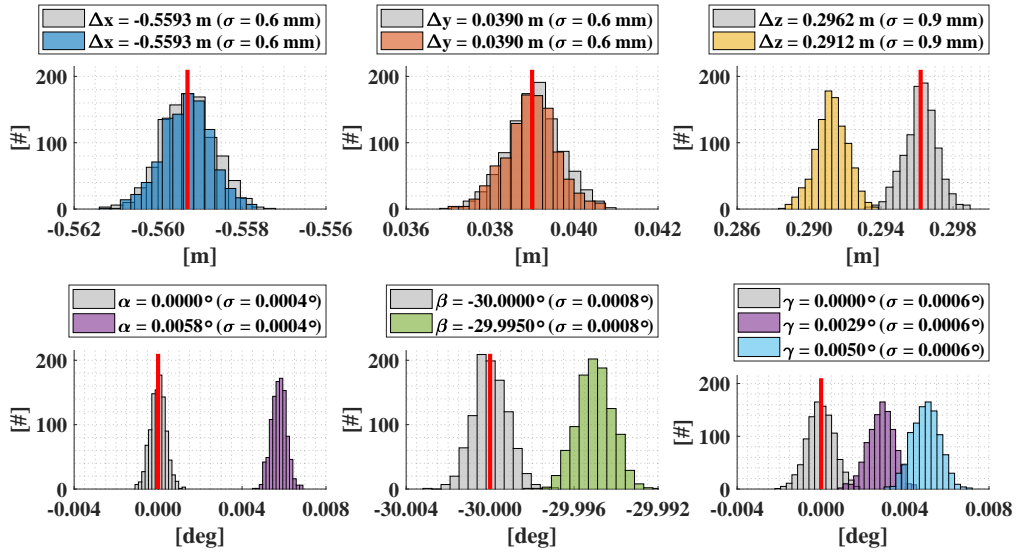 Δx = -0.5593 m (σ = 0.6 mm)
Δx = -0.5593 m (σ = 0.6 mm)
200
100
0
[#]
-0.562
-0.560
-0.558
-0.556
[m]
Δy = 0.0390 m (σ = 0.6 mm)
Δy = 0.0390 m (σ = 0.6 mm)
200
100
0
[#]
0.036
0.038
0.040
0.042
[m]
Δz = 0.2962 m (σ = 0.9 mm)
Δz = 0.2912 m (σ = 0.9 mm)
200
100
0
[#]
0.286
0.290
0.294
0.298
[m]
α = 0.0000° (σ = 0.0004°)
α = 0.0058° (σ = 0.0004°)
200
100
0
[#]
-0.004
0.000
0.004
0.008
[deg]
β = -30.0000° (σ = 0.0008°)
β = -29.9950° (σ = 0.0008°)
200
100
0
[#]
-30.004
-30.000
-29.996
-29.992
[deg]
γ = 0.0000° (σ = 0.0006°)
γ = 0.0029° (σ = 0.0006°)
γ = 0.0050° (σ = 0.0006°)
200
100
0
[#]
-0.004
0.000
0.004
0.008
[deg]